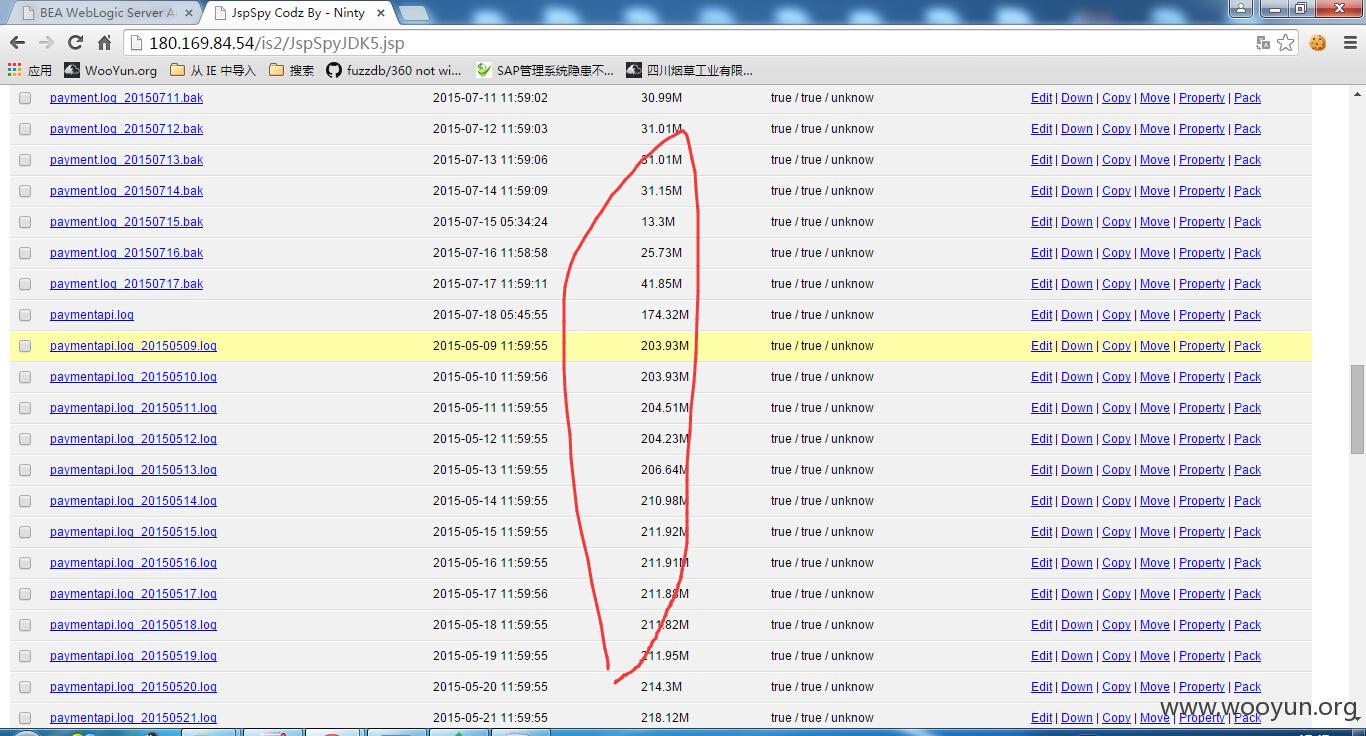 BEA WebLogic Server A
JspSpy Codz By - Ninty
180.169.84.54/is2/JspSpyJDK5.jsp
应用 WooYun.org 从 IE 中导入 搜索 fuzzdb/360 not wi... SAP管理系统隐患不... 四川烟草工业有限...
payment.log_20150711.bak 2015-07-11 11:59:02 30.99M true / true / unknow Edit | Down | Copy | Move | Property | Pack
payment.log_20150712.bak 2015-07-12 11:59:03 31.01M true / true / unknow Edit | Down | Copy | Move | Property | Pack
payment.log_20150713.bak 2015-07-13 11:59:06 31.01M true / true / unknow Edit | Down | Copy | Move | Property | Pack
payment.log_20150714.bak 2015-07-14 11:59:09 31.15M true / true / unknow Edit | Down | Copy | Move | Property | Pack
payment.log_20150715.bak 2015-07-15 05:34:24 13.3M true / true / unknow Edit | Down | Copy | Move | Property | Pack
payment.log_20150716.bak 2015-07-16 11:58:58 25.73M true / true / unknow Edit | Down | Copy | Move | Property | Pack
payment.log_20150717.bak 2015-07-17 11:59:11 41.85M true / true / unknow Edit | Down | Copy | Move | Property | Pack
paymentapi.log 2015-07-18 05:45:55 174.32M true / true / unknow Edit | Down | Copy | Move | Property | Pack
paymentapi.log_20150509.log 2015-05-09 11:59:55 203.93M true / true / unknow Edit | Down | Copy | Move | Property | Pack
paymentapi.log_20150510.log 2015-05-10 11:59:56 203.93M true / true / unknow Edit | Down | Copy | Move | Property | Pack
paymentapi.log_20150511.log 2015-05-11 11:59:55 204.51M true / true / unknow Edit | Down | Copy | Move | Property | Pack
paymentapi.log_20150512.log 2015-05-12 11:59:55 204.23M true / true / unknow Edit | Down | Copy | Move | Property | Pack
paymentapi.log_20150513.log 2015-05-13 11:59:55 206.64M true / true / unknow Edit | Down | Copy | Move | Property | Pack
paymentapi.log_20150514.log 2015-05-14 11:59:55 210.98M true / true / unknow Edit | Down | Copy | Move | Property | Pack
paymentapi.log_20150515.log 2015-05-15 11:59:55 211.92M true / true / unknow Edit | Down | Copy | Move | Property | Pack
paymentapi.log_20150516.log 2015-05-16 11:59:55 211.91M true / true / unknow Edit | Down | Copy | Move | Property | Pack
paymentapi.log_20150517.log 2015-05-17 11:59:56 211.88M true / true / unknow Edit | Down | Copy | Move | Property | Pack
paymentapi.log_20150518.log 2015-05-18 11:59:55 211.82M true / true / unknow Edit | Down | Copy | Move | Property | Pack
paymentapi.log_20150519.log 2015-05-19 11:59:55 211.95M true / true / unknow Edit | Down | Copy | Move | Property | Pack
paymentapi.log_20150520.log 2015-05-20 11:59:55 214.3M true / true / unknow Edit | Down | Copy | Move | Property | Pack
paymentapi.log_20150521.log 2015-05-21 11:59:55 218.12M true / true / unknow Edit | Down | Copy | Move | Property | Pack
www.wooyun.org